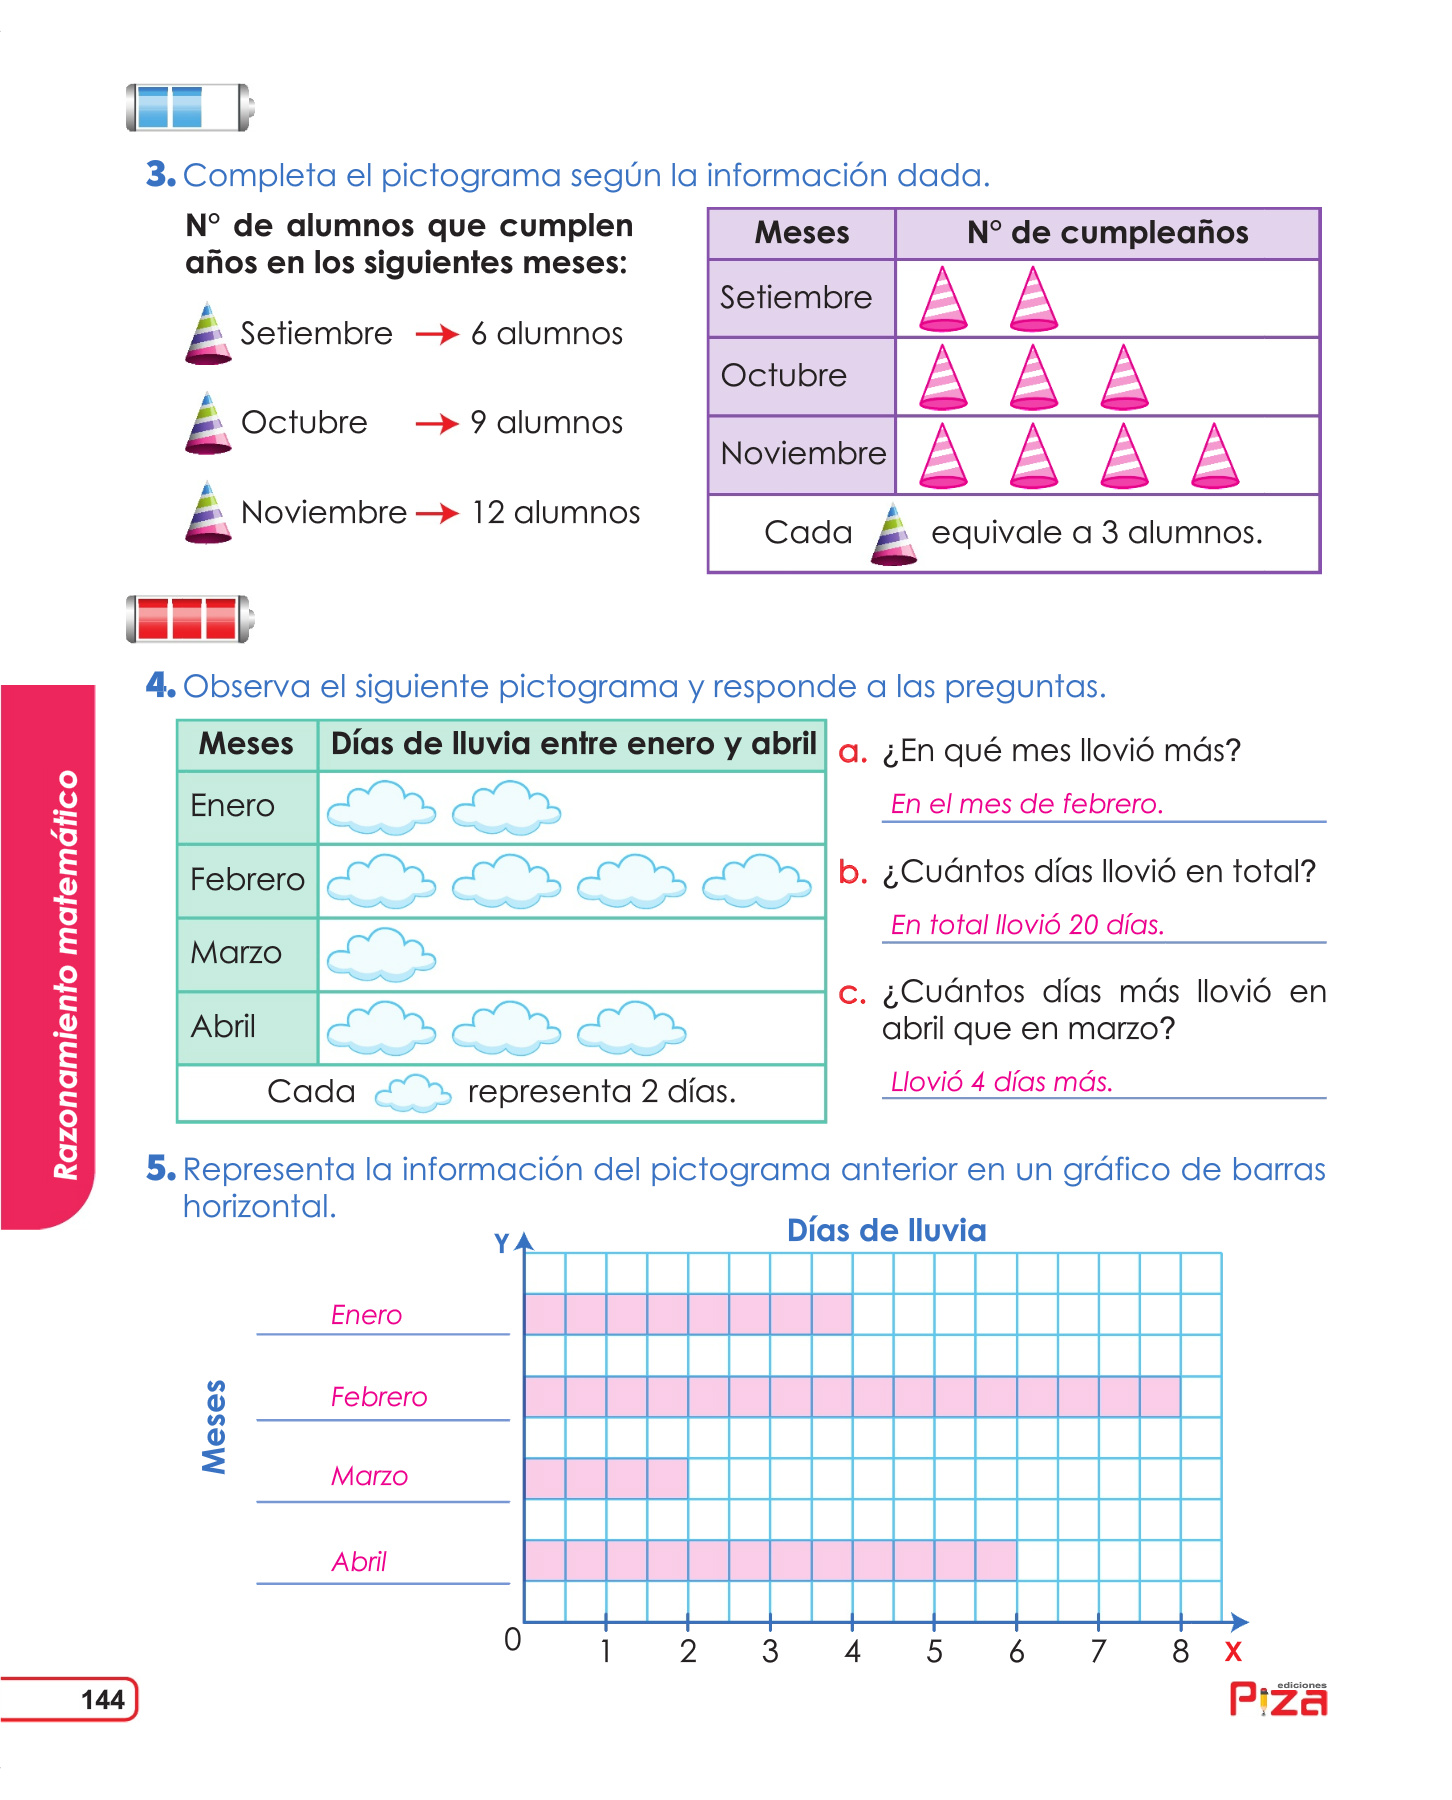 3. Completa el pictograma según la información dada.
N° de alumnos que cumplen
años en los siguientes meses:
Setiembre 6 alumnos
Octubre 9 alumnos
Noviembre 12 alumnos
Meses N° de cumpleaños
Setiembre
Octubre
Noviembre
Cada equivale a 3 alumnos.
4. Observa el siguiente pictograma y responde a las preguntas.
Meses Días de lluvia entre enero y abril
Enero
Febrero
Marzo
Abril
Cada representa 2 días.
a. ¿En qué mes llovió más?
En el mes de febrero.
b. ¿Cuántos días llovió en total?
En total llovió 20 días.
c. ¿Cuántos días más llovió en
abril que en marzo?
Llovió 4 días más.
Razonamiento matemático
5. Representa la información del pictograma anterior en un gráfico de barras
horizontal.
Días de lluvia
Y
Meses
Enero
Febrero
Marzo
Abril
0 1 2 3 4 5 6 7 8 X
144
ediciones
Piza